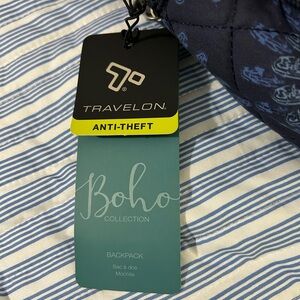 TRAVELON
ANTI-THEFT
Boho
COLLECTION
BACKPACK
Sac à dos
Mochila